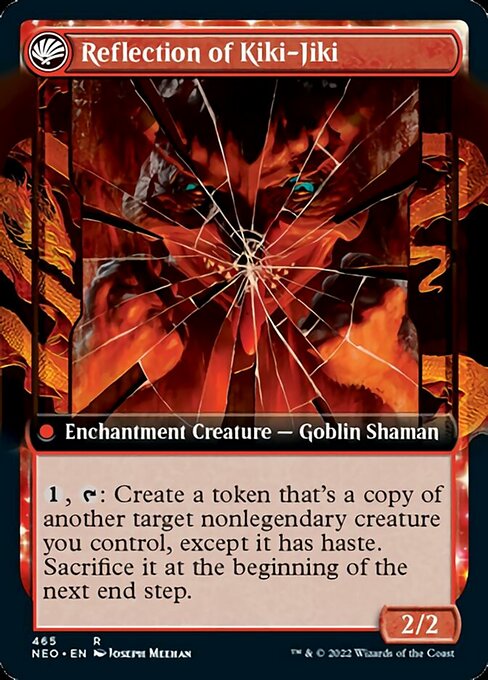 Reflection of Kiki-Jiki
Enchantment Creature — Goblin Shaman
1, : Create a token that's a copy of
another target nonlegendary creature
you control, except it has haste.
Sacrifice it at the beginning of the
next end step.
2/2
465 R
NEO • EN Joseph Meehan
™ & © 2022 Wizards of the Coast